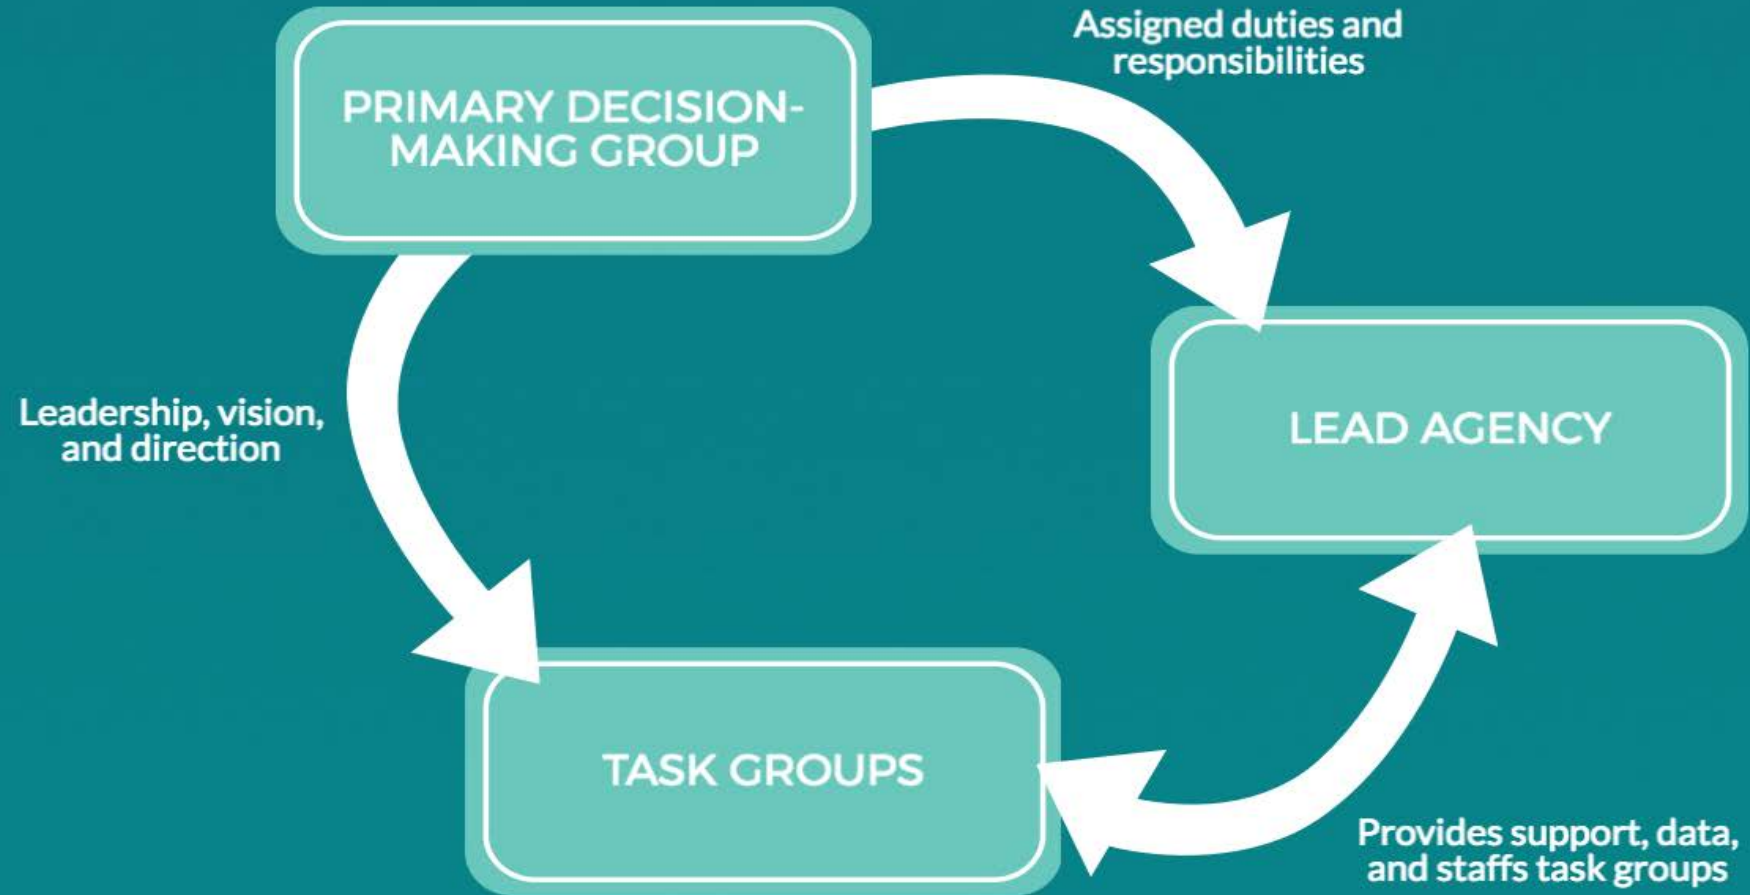 Assigned duties and
responsibilities
PRIMARY DECISION-
MAKING GROUP
Leadership, vision,
and direction
LEAD AGENCY
TASK GROUPS
Provides support, data,
and staffs task groups